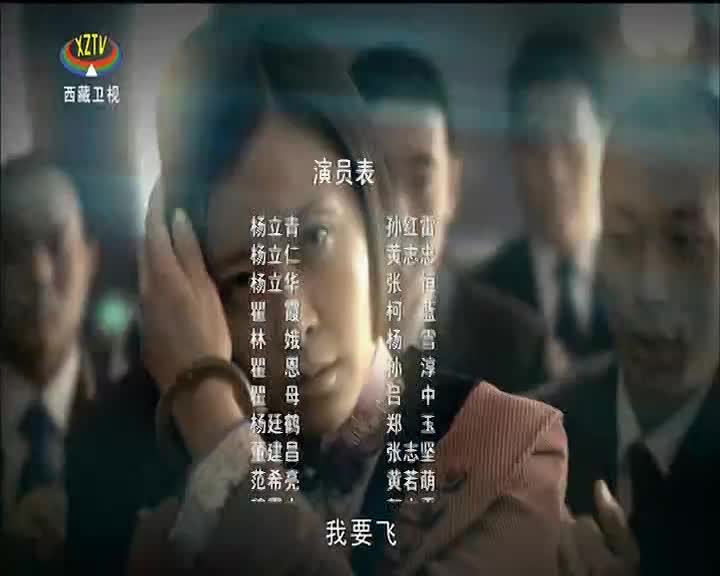 XZTV
西藏卫视
演员表
杨立青 孙红雷
杨立仁 黄志忠
杨立华 张恒
瞿霞 柯蓝
林娥 杨雪
瞿恩 孙淳
瞿母 吕中
杨廷鹤 郑玉
董建昌 张志坚
范希亮 黄若萌
我要飞